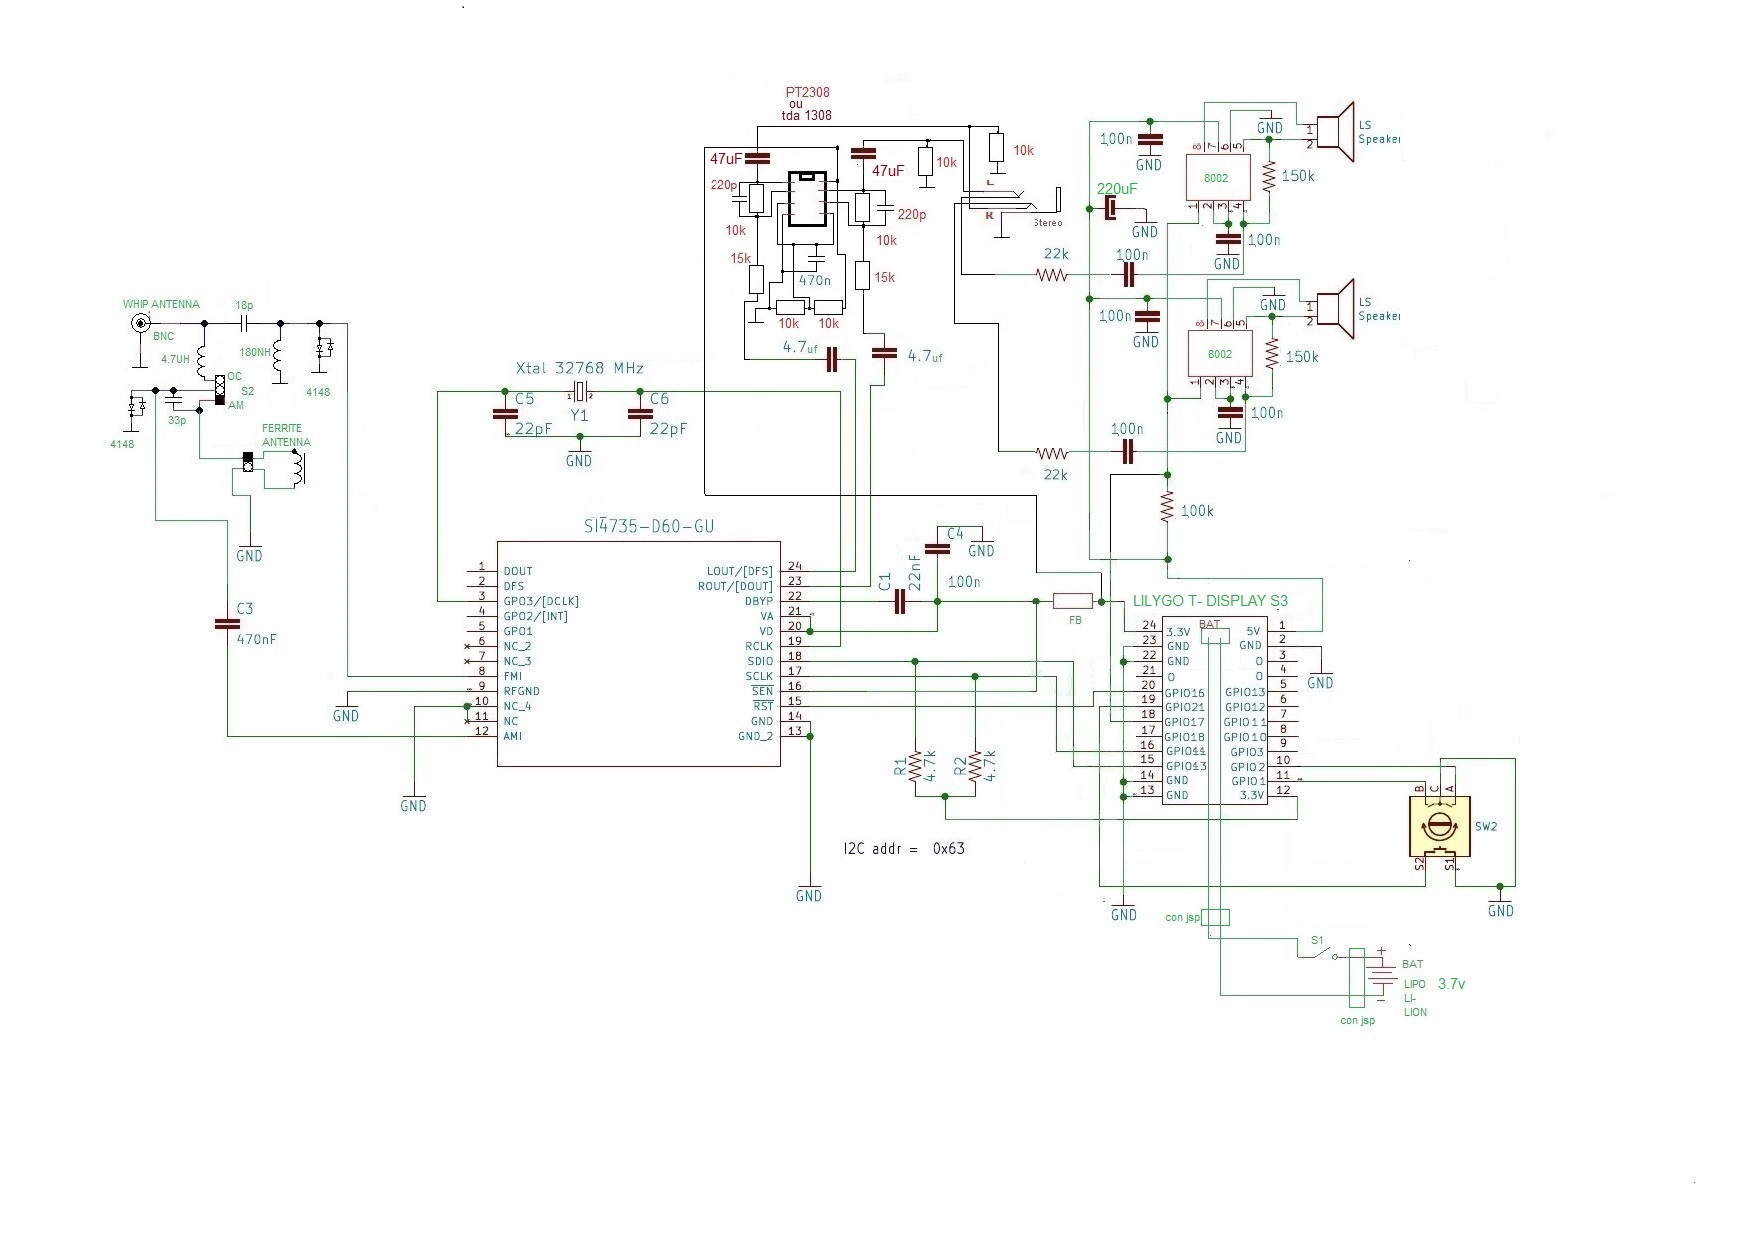 PT2308
ou
tda 1308
47uF
47uF
10k
10k
220p
220p
10k
10k
15k
15k
470n
10k
10k
4.7uf
4.7uf
L
R
Stereo
100n
GND
GND
8
7
6
5
8002
1
2
3
4
1
2
LS
Speaker
150k
220uF
GND
100n
GND
22k
100n
100n
GND
GND
8
7
6
5
8002
1
2
3
4
1
2
LS
Speaker
150k
100n
GND
100n
22k
100k
WHIP ANTENNA
BNC
18p
4.7UH
180NH
4148
OC
S2
AM
33p
4148
FERRITE
ANTENNA
GND
C3
470nF
Xtal 32768 MHz
C5
22pF
1
2
Y1
C6
22pF
GND
SI4735-D60-GU
1 DOUT
2 DFS
3 GPO3/[DCLK]
4 GPO2/[INT]
5 GPO1
6 NC_2
7 NC_3
8 FMI
9 RFGND
10 NC_4
11 NC
12 AMI
LOUT/[DFS] 24
ROUT/[DOUT] 23
DBYP 22
VA 21
VD 20
RCLK 19
SDIO 18
SCLK 17
SEN 16
RST 15
GND 14
GND_2 13
GND
GND
GND
C1
22nF
C4
GND
100n
FB
R1
4.7k
R2
4.7k
I2C addr = 0x63
LILYGO T- DISPLAY S3
BAT
24 3.3V
23 GND
22 GND
21 O
20 GPIO16
19 GPIO21
18 GPIO17
17 GPIO18
16 GPIO44
15 GPIO43
14 GND
13 GND
5V 1
GND 2
O 3
O 4
GPIO13 5
GPIO12 6
GPIO11 7
GPIO10 8
GPIO3 9
GPIO2 10
GPIO1 11
3.3V 12
GND
GND
B
C
A
SW2
S2
S1
GND
con jsp
S1
+
BAT
LIPO
LI-
LION
3.7v
-
con jsp